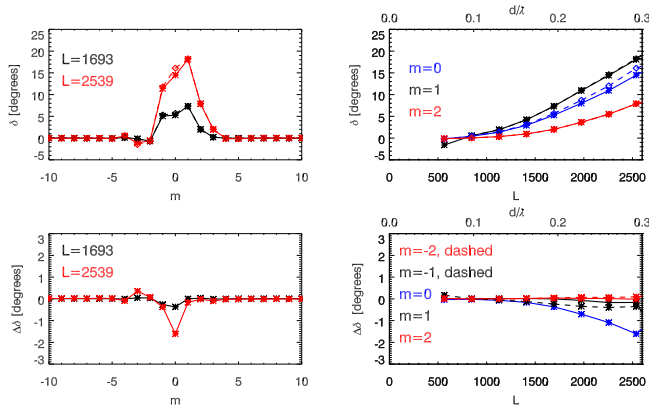 0.0 0.1 0.2 0.3
d/λ
25
20
15
10
5
0
-5
δ [degrees]
L=1693
L=2539
-10 -5 0 5 10
m
25
20
15
10
5
0
-5
δ [degrees]
m=0
m=1
m=2
0 500 1000 1500 2000 2500
L
3
2
1
0
-1
-2
-3
Δδ [degrees]
L=1693
L=2539
-10 -5 0 5 10
m
0.0 0.1 0.2 0.3
d/λ
3
2
1
0
-1
-2
-3
Δδ [degrees]
m=-2, dashed
m=-1, dashed
m=0
m=1
m=2
0 500 1000 1500 2000 2500
L